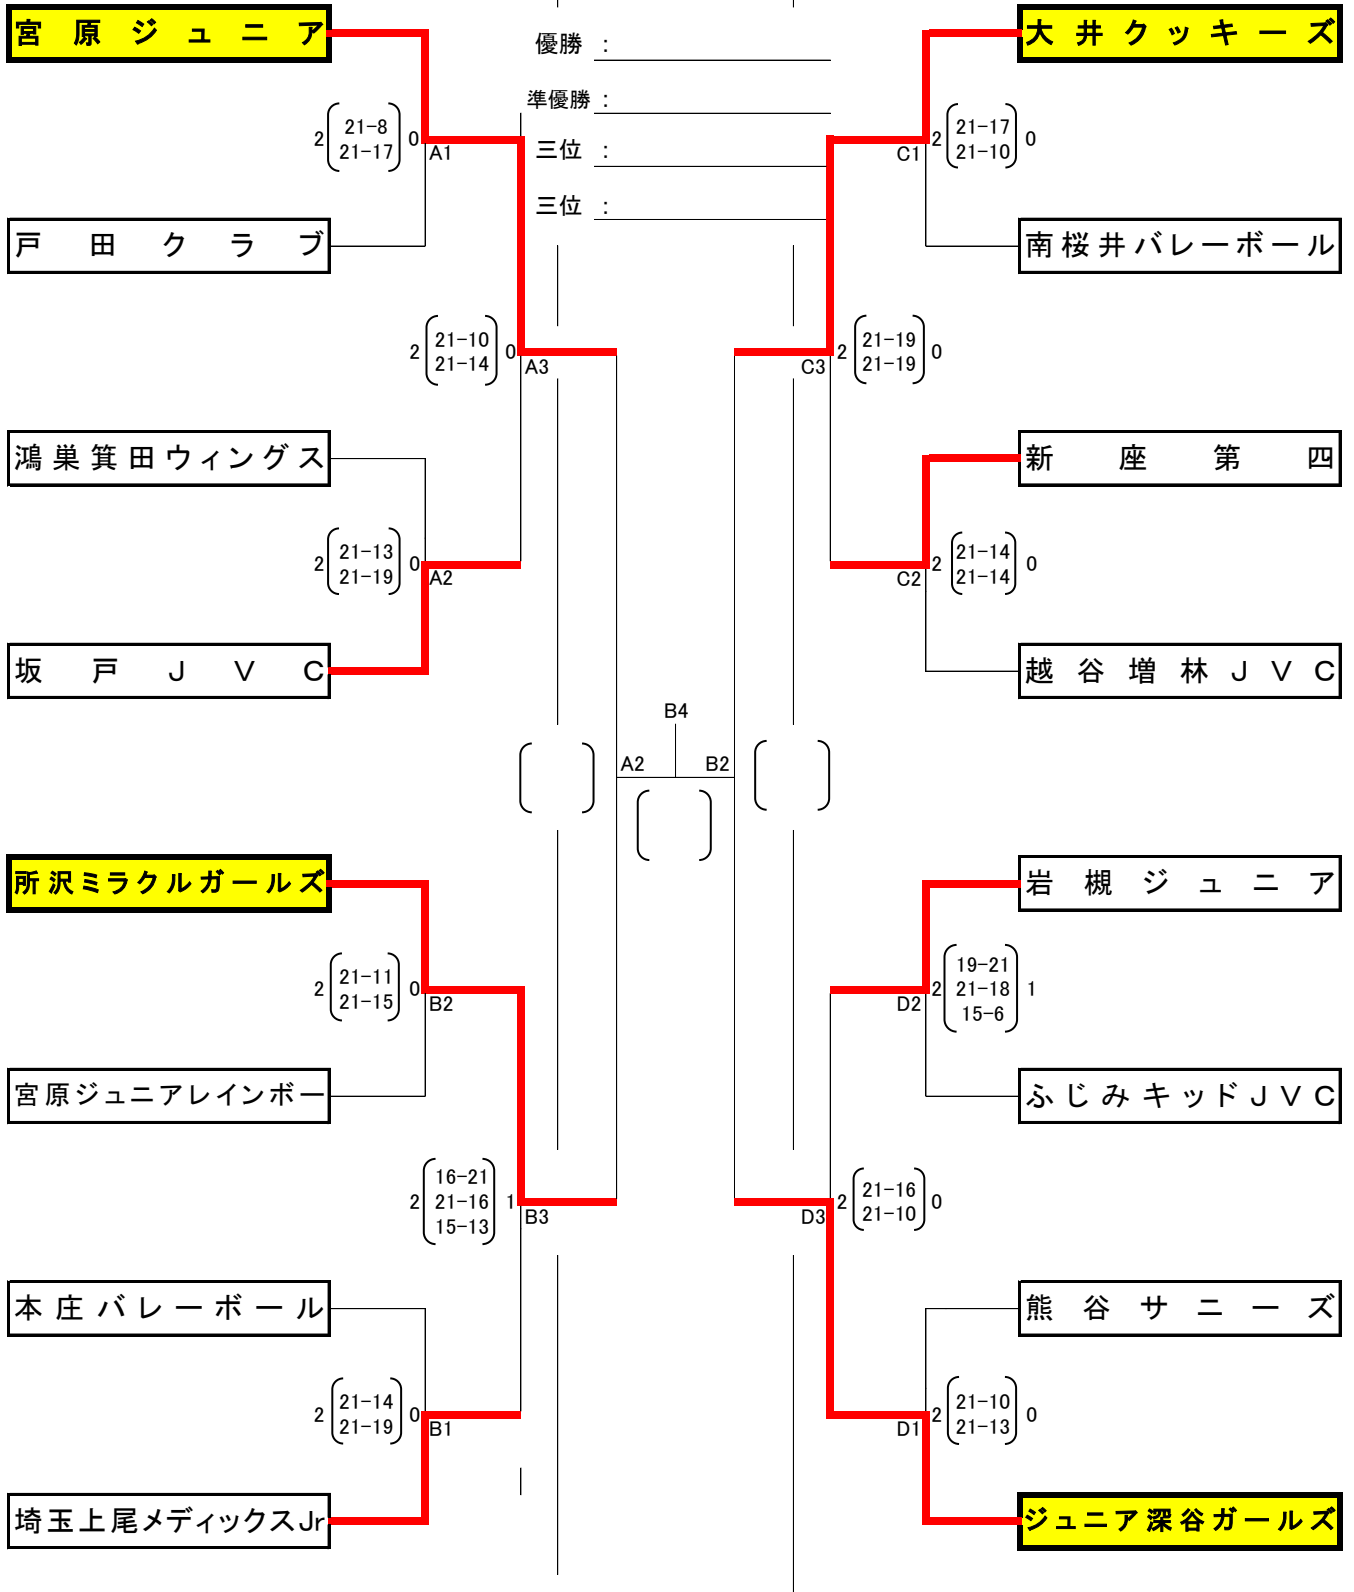 宮原ジュニア
優勝 :
大井クッキーズ
準優勝 :
2 21-8 0
21-17
A1
三位 :
C1
2 21-17 0
21-10
三位 :
戸田クラブ
南桜井バレーボール
2 21-10 0
21-14
A3
C3
2 21-19 0
21-19
鴻巣箕田ウィングス
新座第四
2 21-13 0
21-19
A2
C2
2 21-14 0
21-14
坂戸JVC
越谷増林JVC
B4
A2
B2
所沢ミラクルガールズ
岩槻ジュニア
2 21-11 0
21-15
B2
D2
19-21
2 21-18 1
15-6
宮原ジュニアレインボー
ふじみキッドJVC
16-21
2 21-16 1
15-13
B3
D3
2 21-16 0
21-10
本庄バレーボール
熊谷サニーズ
2 21-14 0
21-19
B1
D1
2 21-10 0
21-13
埼玉上尾メディックスJr
ジュニア深谷ガールズ